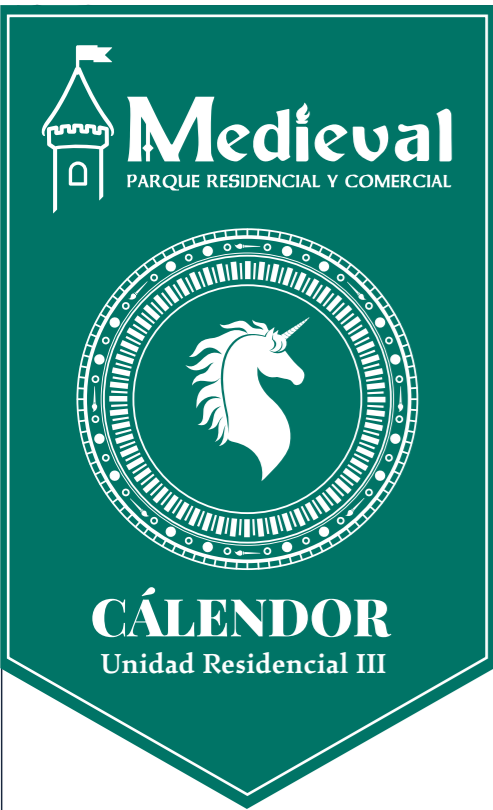 Medieval
PARQUE RESIDENCIAL Y COMERCIAL
CÁLENDOR
Unidad Residencial III